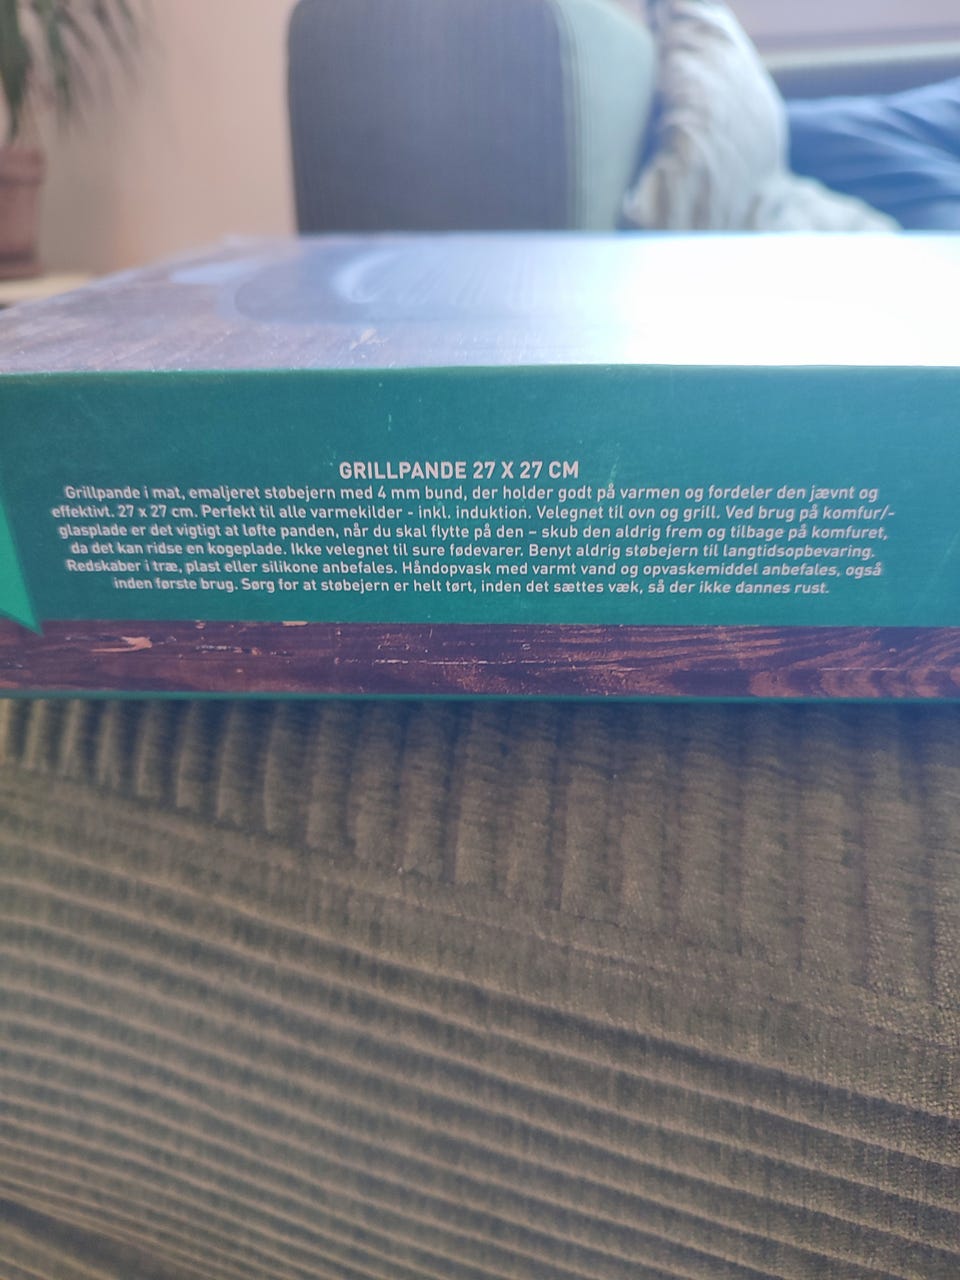 GRILLPANDE 27 X 27 CM
Grillpande i mat, emaljeret støbejern med 4 mm bund, der holder godt på varmen og fordeler den jævnt og
effektivt. 27 x 27 cm. Perfekt til alle varmekilder - inkl. induktion. Velegnet til ovn og grill. Ved brug på komfur/-
glasplade er det vigtigt at løfte panden, når du skal flytte på den – skub den aldrig frem og tilbage på komfuret,
da det kan ridse en kogeplade. Ikke velegnet til sure fødevarer. Benyt aldrig støbejern til langtidsopbevaring.
Redskaber i træ, plast eller silikone anbefales. Håndopvask med varmt vand og opvaskemiddel anbefales, også
inden første brug. Sørg for at støbejern er helt tørt, inden det sættes væk, så der ikke dannes rust.